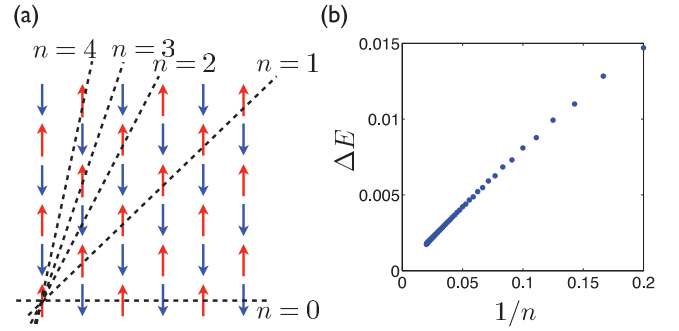 (a)
n = 4
n = 3
n = 2
n = 1
n = 0
(b)
0.015
0.01
0.005
0
ΔE
0
0.05
0.1
0.15
0.2
1/n